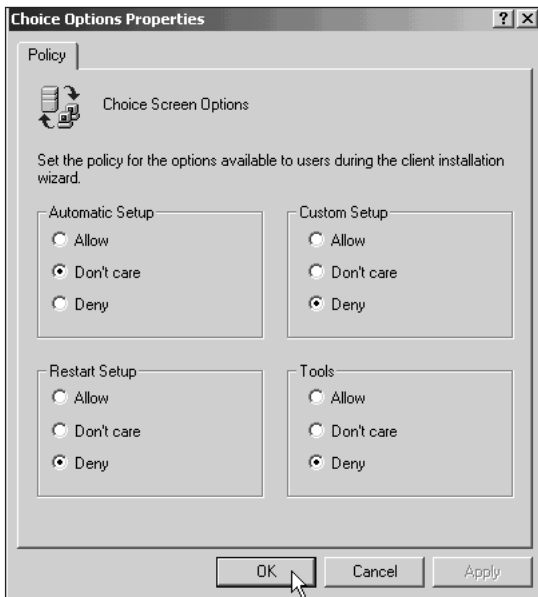 Choice Options Properties
Policy
Choice Screen Options
Set the policy for the options available to users during the client installation
wizard.
Automatic Setup
Allow
Don't care
Deny
Custom Setup
Allow
Don't care
Deny
Restart Setup
Allow
Don't care
Deny
Tools
Allow
Don't care
Deny
OK
Cancel
Apply